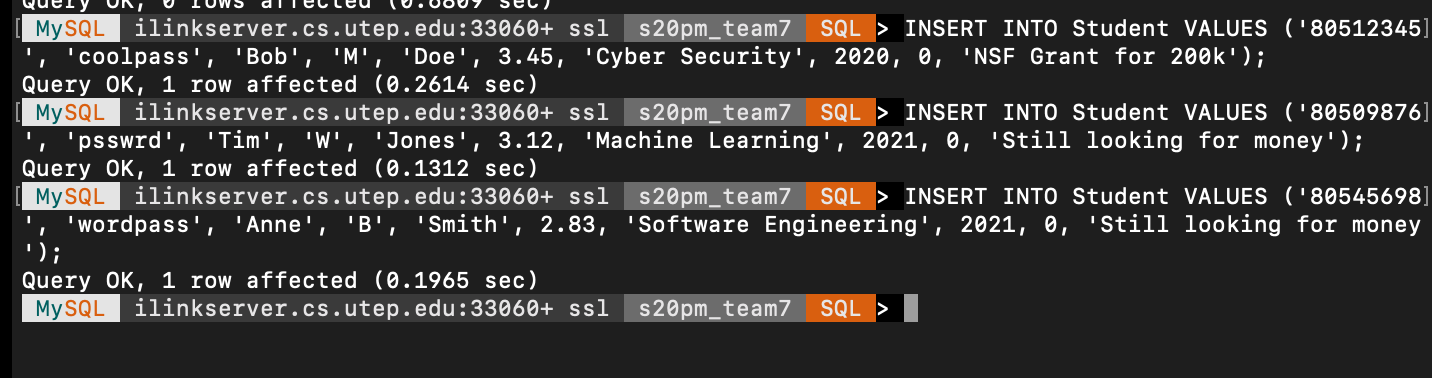 Query OK, 0 rows affected (0.6809 sec)
[ MySQL  ilinkserver.cs.utep.edu:33060+ ssl  s20pm_team7  SQL > INSERT INTO Student VALUES ('80512345]
', 'coolpass', 'Bob', 'M', 'Doe', 3.45, 'Cyber Security', 2020, 0, 'NSF Grant for 200k');
Query OK, 1 row affected (0.2614 sec)
[ MySQL  ilinkserver.cs.utep.edu:33060+ ssl  s20pm_team7  SQL > INSERT INTO Student VALUES ('80509876]
', 'psswrd', 'Tim', 'W', 'Jones', 3.12, 'Machine Learning', 2021, 0, 'Still looking for money');
Query OK, 1 row affected (0.1312 sec)
[ MySQL  ilinkserver.cs.utep.edu:33060+ ssl  s20pm_team7  SQL > INSERT INTO Student VALUES ('80545698]
', 'wordpass', 'Anne', 'B', 'Smith', 2.83, 'Software Engineering', 2021, 0, 'Still looking for money
');
Query OK, 1 row affected (0.1965 sec)
MySQL  ilinkserver.cs.utep.edu:33060+ ssl  s20pm_team7  SQL >